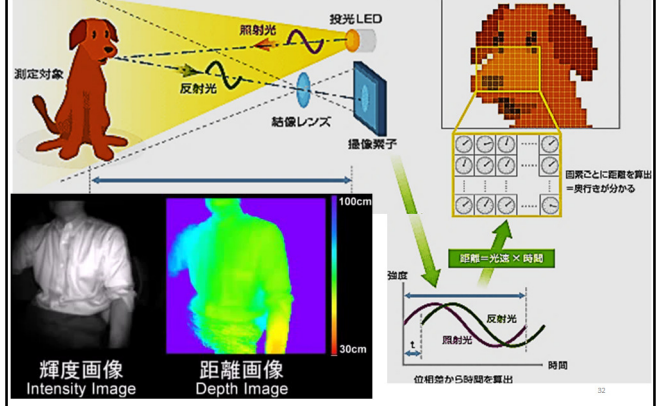 投光LED
照射光
測定対象
反射光
結像レンズ
撮像素子
画素ごとに距離を算出
=奥行きが分かる
距離=光速×時間
100cm
30cm
輝度画像
Intensity Image
距離画像
Depth Image
強度
反射光
照射光
t
時間
位相差から時間を算出
32